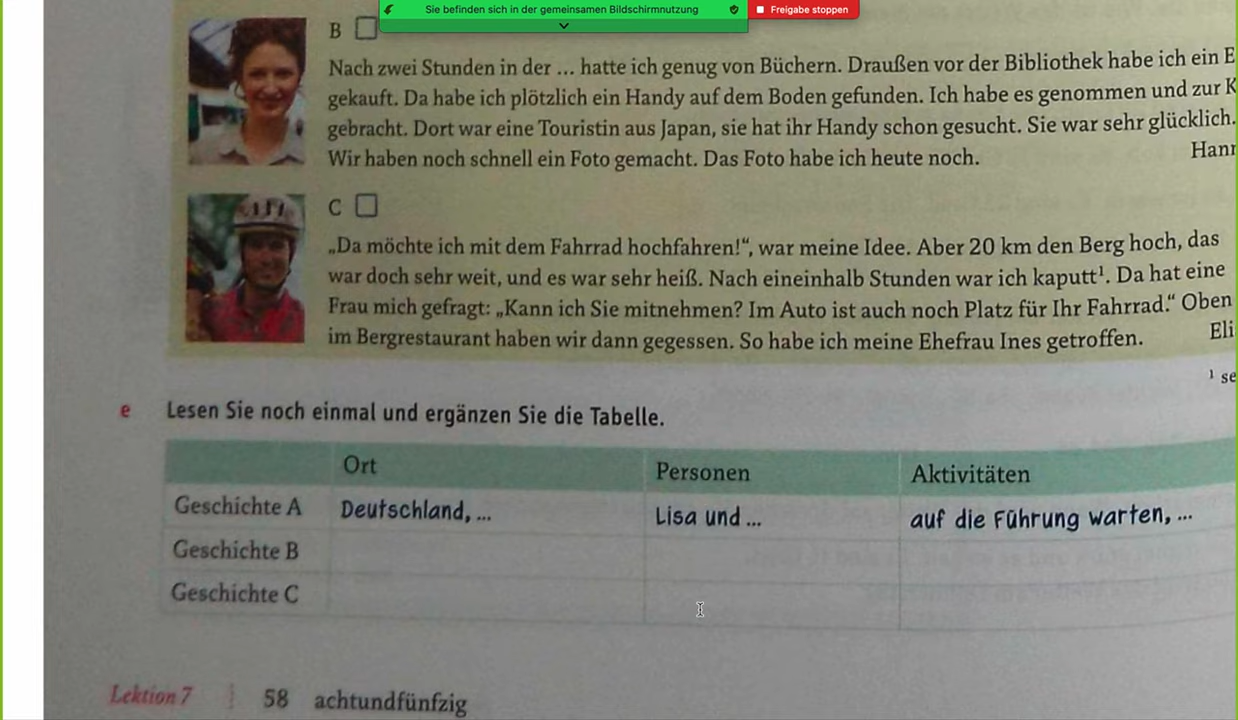 Sie befinden sich in der gemeinsamen Bildschirmnutzung
Freigabe stoppen
B
Nach zwei Stunden in der … hatte ich genug von Büchern. Draußen vor der Bibliothek habe ich ein E
gekauft. Da habe ich plötzlich ein Handy auf dem Boden gefunden. Ich habe es genommen und zur K
gebracht. Dort war eine Touristin aus Japan, sie hat ihr Handy schon gesucht. Sie war sehr glücklich.
Wir haben noch schnell ein Foto gemacht. Das Foto habe ich heute noch. Hann
C
„Da möchte ich mit dem Fahrrad hochfahren!“, war meine Idee. Aber 20 km den Berg hoch, das
war doch sehr weit, und es war sehr heiß. Nach eineinhalb Stunden war ich kaputt¹. Da hat eine
Frau mich gefragt: „Kann ich Sie mitnehmen? Im Auto ist auch noch Platz für Ihr Fahrrad.“ Oben
im Bergrestaurant haben wir dann gegessen. So habe ich meine Ehefrau Ines getroffen. Eli
¹ se
e Lesen Sie noch einmal und ergänzen Sie die Tabelle.
Ort Personen Aktivitäten
Geschichte A Deutschland, … Lisa und … auf die Führung warten, …
Geschichte B
Geschichte C
Lektion 7 58 achtundfünfzig